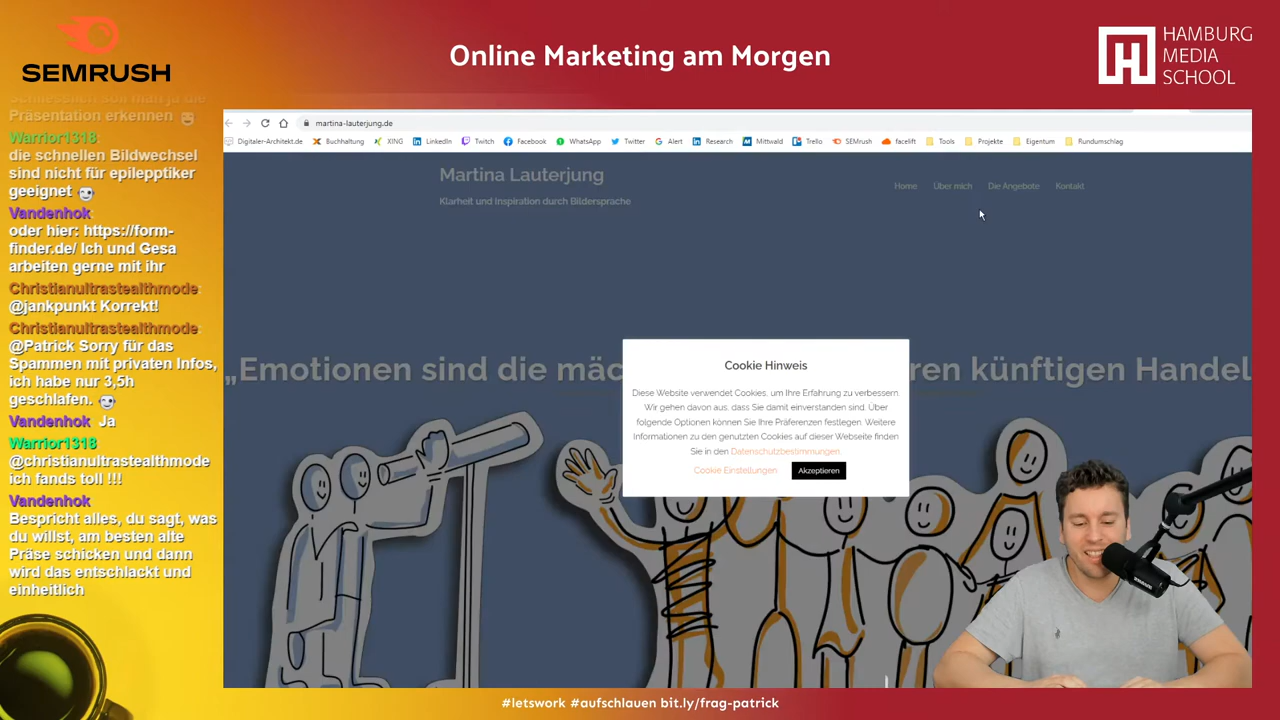 SEMRUSH
Online Marketing am Morgen
HAMBURG
MEDIA
SCHOOL
Schliesslich soll man ja die
Präsentation erkennen
Warrior1318:
die schnellen Bildwechsel
sind nicht für epilepptiker
geeignet
Vandenhok:
oder hier: https://form-
finder.de/ Ich und Gesa
arbeiten gerne mit ihr
Christianultrastealthmode:
@jankpunkt Korrekt!
Christianultrastealthmode:
@Patrick Sorry für das
Spammen mit privaten Infos,
ich habe nur 3,5h
geschlafen.
Vandenhok: Ja
Warrior1318:
@christianultrastealthmode
ich fands toll !!!
Vandenhok:
Bespricht alles, du sagt, was
du willst, am besten alte
Präse schicken und dann
wird das entschlackt und
einheitlich
martina-lauterjung.de
Digitaler-Architekt.de Buchhaltung XING LinkedIn Twitch Facebook WhatsApp Twitter Alert Research Mittwald Trello SEMrush facelift Tools Projekte Eigentum Rundumschlag
Martina Lauterjung
Klarheit und Inspiration durch Bildersprache
Home Über mich Die Angebote Kontakt
„Emotionen sind die mäc ren künftigen Handel
Cookie Hinweis
Diese Website verwendet Cookies, um Ihre Erfahrung zu verbessern.
Wir gehen davon aus, dass Sie damit einverstanden sind. Über
folgende Optionen können Sie Ihre Präferenzen festlegen. Weitere
Informationen zu den genutzten Cookies auf dieser Webseite finden
Sie in den Datenschutzbestimmungen.
Cookie Einstellungen Akzeptieren
#letswork #aufschlauen bit.ly/frag-patrick